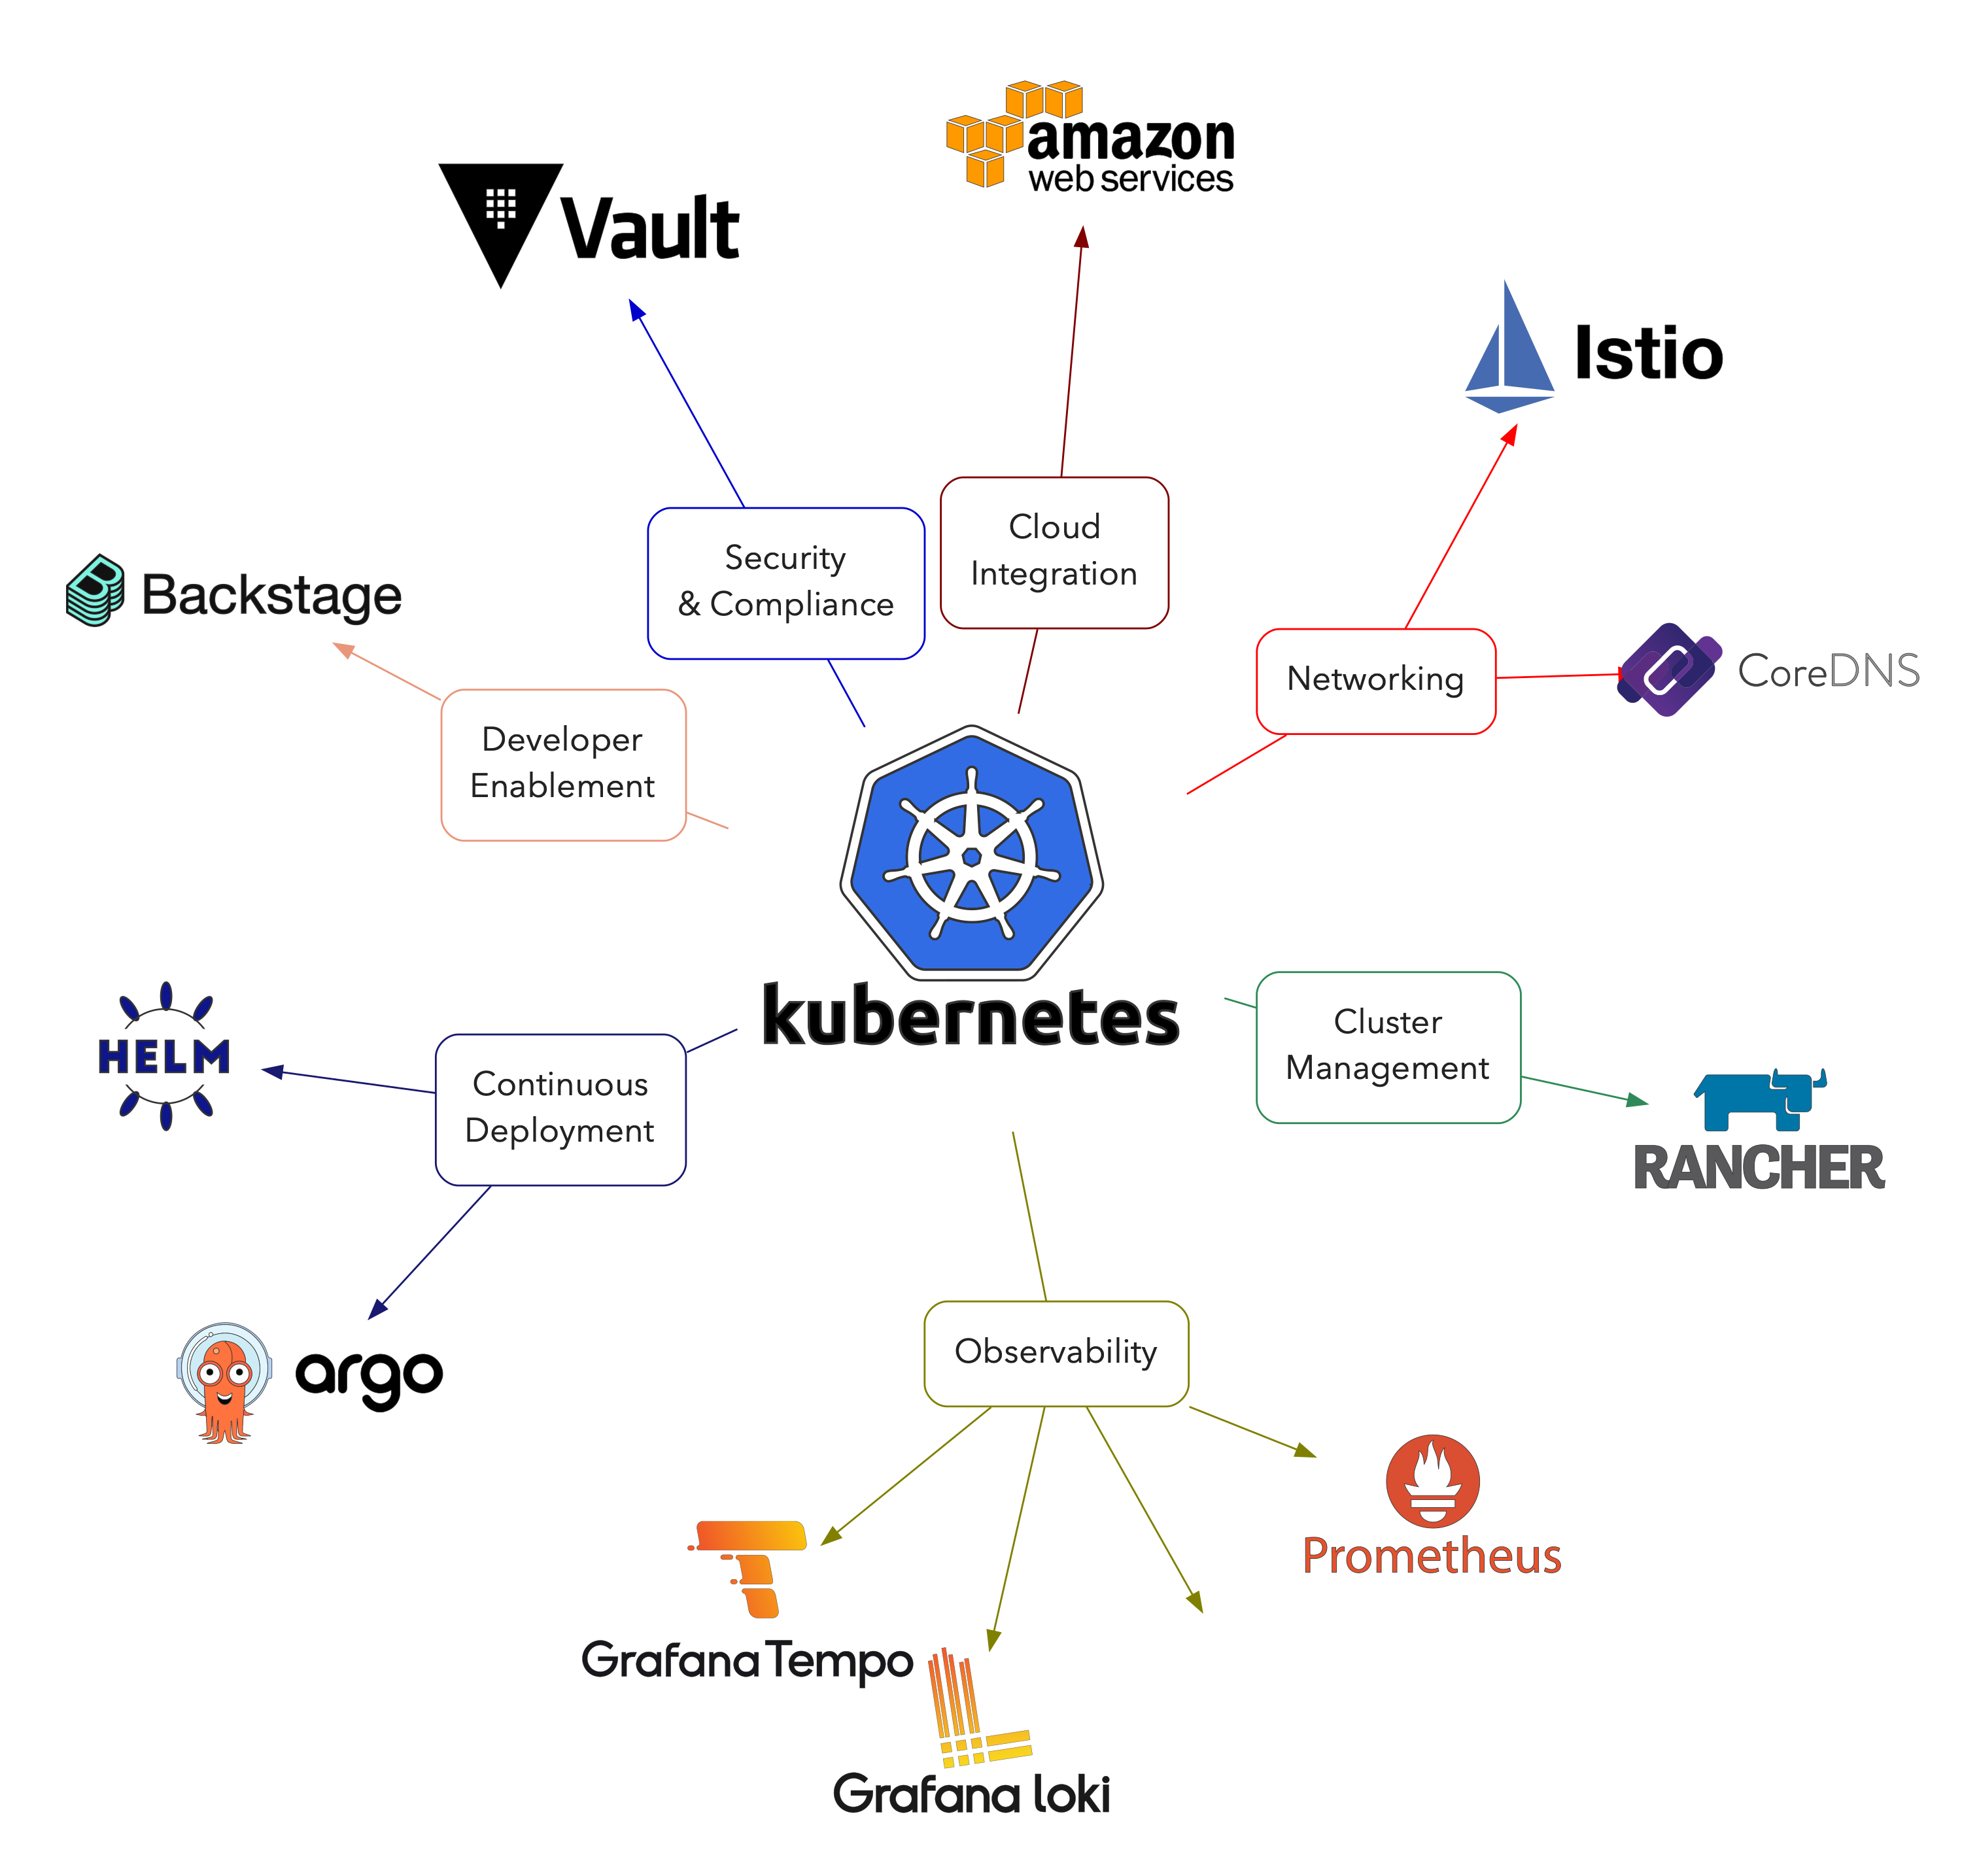 amazon
web services
Vault
Istio
Cloud
Integration
Security
& Compliance
Backstage
Networking
CoreDNS
Developer
Enablement
kubernetes
HELM
Cluster
Management
Continuous
Deployment
RANCHER
argo
Observability
Prometheus
Grafana Tempo
Grafana loki